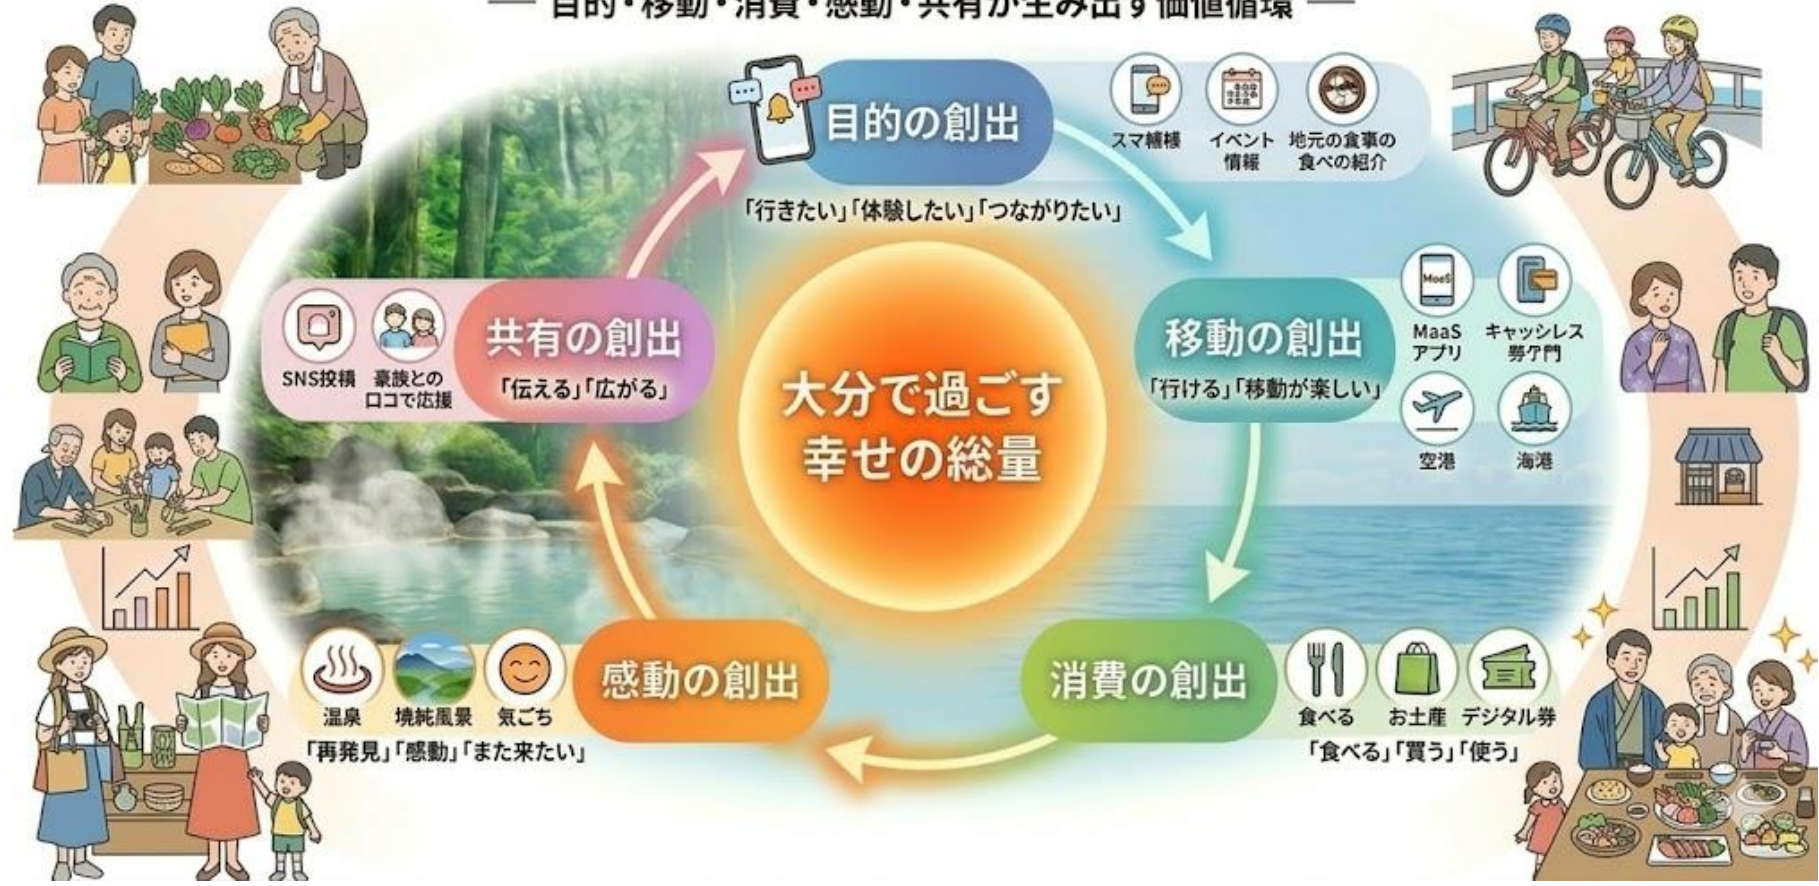 目的・移動・消費・感動・共有が生み出す価値循環
目的の創出
「行きたい」「体験したい」「つながりたい」
スマ
イベント
情報
地元の食事の
食べの紹介
共有の創出
「伝える」「広がる」
SNS投稿
豪族との
口コで応援
移動の創出
「行ける」「移動が楽しい」
MaaS
MaaS
アプリ
キャッシレス
空港
海港
大分で過ごす
幸せの総量
感動の創出
温泉
風景
気ごち
「再発見」「感動」「また来たい」
消費の創出
食べる
お土産
デジタル券
「食べる」「買う」「使う」